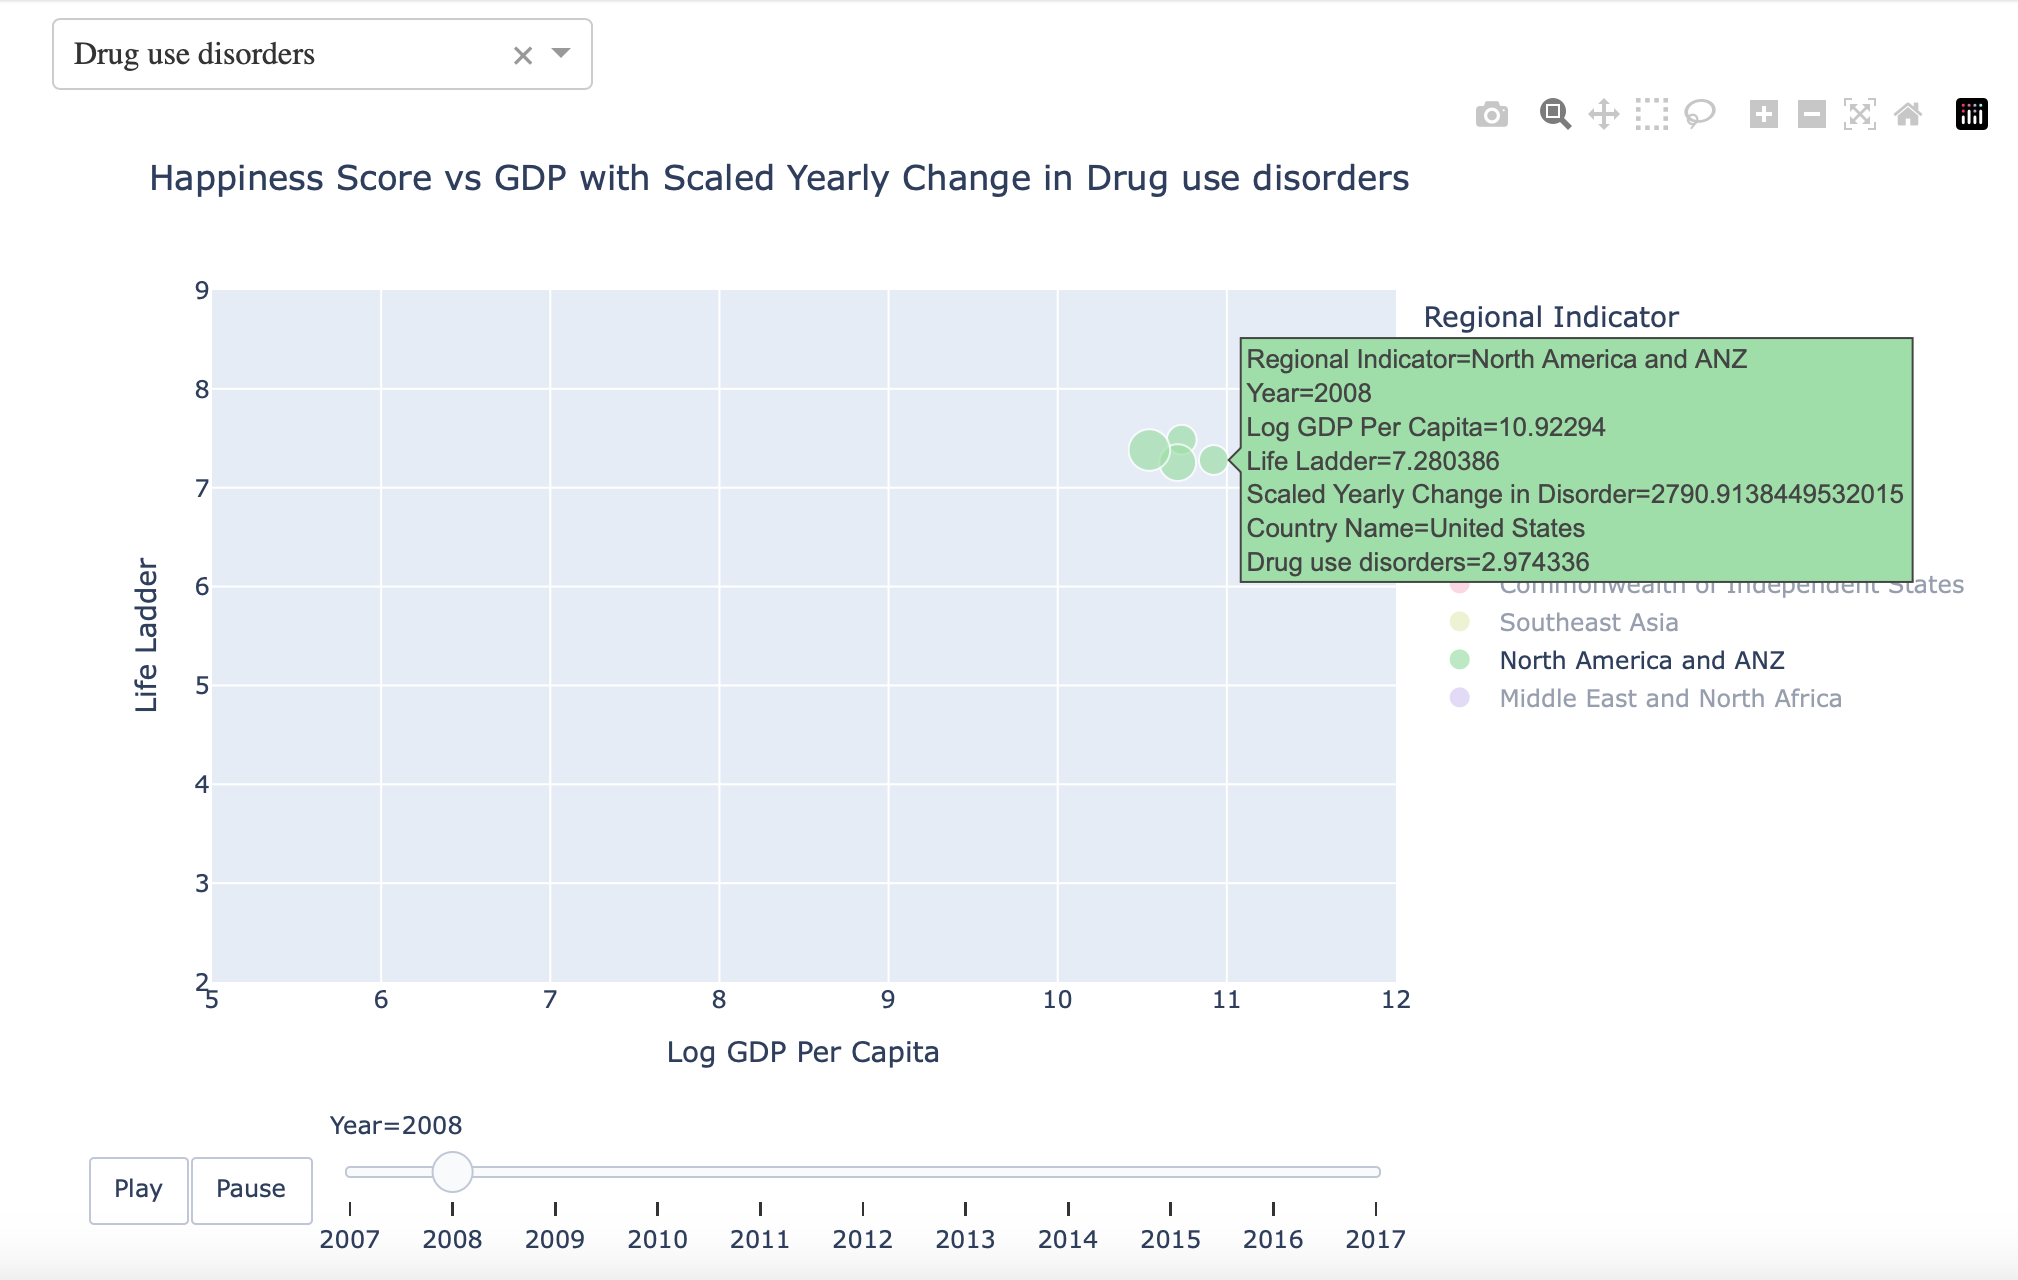 Drug use disorders
Happiness Score vs GDP with Scaled Yearly Change in Drug use disorders
9
8
7
6
5
4
3
2
Life Ladder
5 6 7 8 9 10 11 12
Log GDP Per Capita
Regional Indicator
Regional Indicator=North America and ANZ
Year=2008
Log GDP Per Capita=10.92294
Life Ladder=7.280386
Scaled Yearly Change in Disorder=2790.9138449532015
Country Name=United States
Drug use disorders=2.974336
Commonwealth of Independent States
Southeast Asia
North America and ANZ
Middle East and North Africa
Year=2008
Play Pause
2007 2008 2009 2010 2011 2012 2013 2014 2015 2016 2017